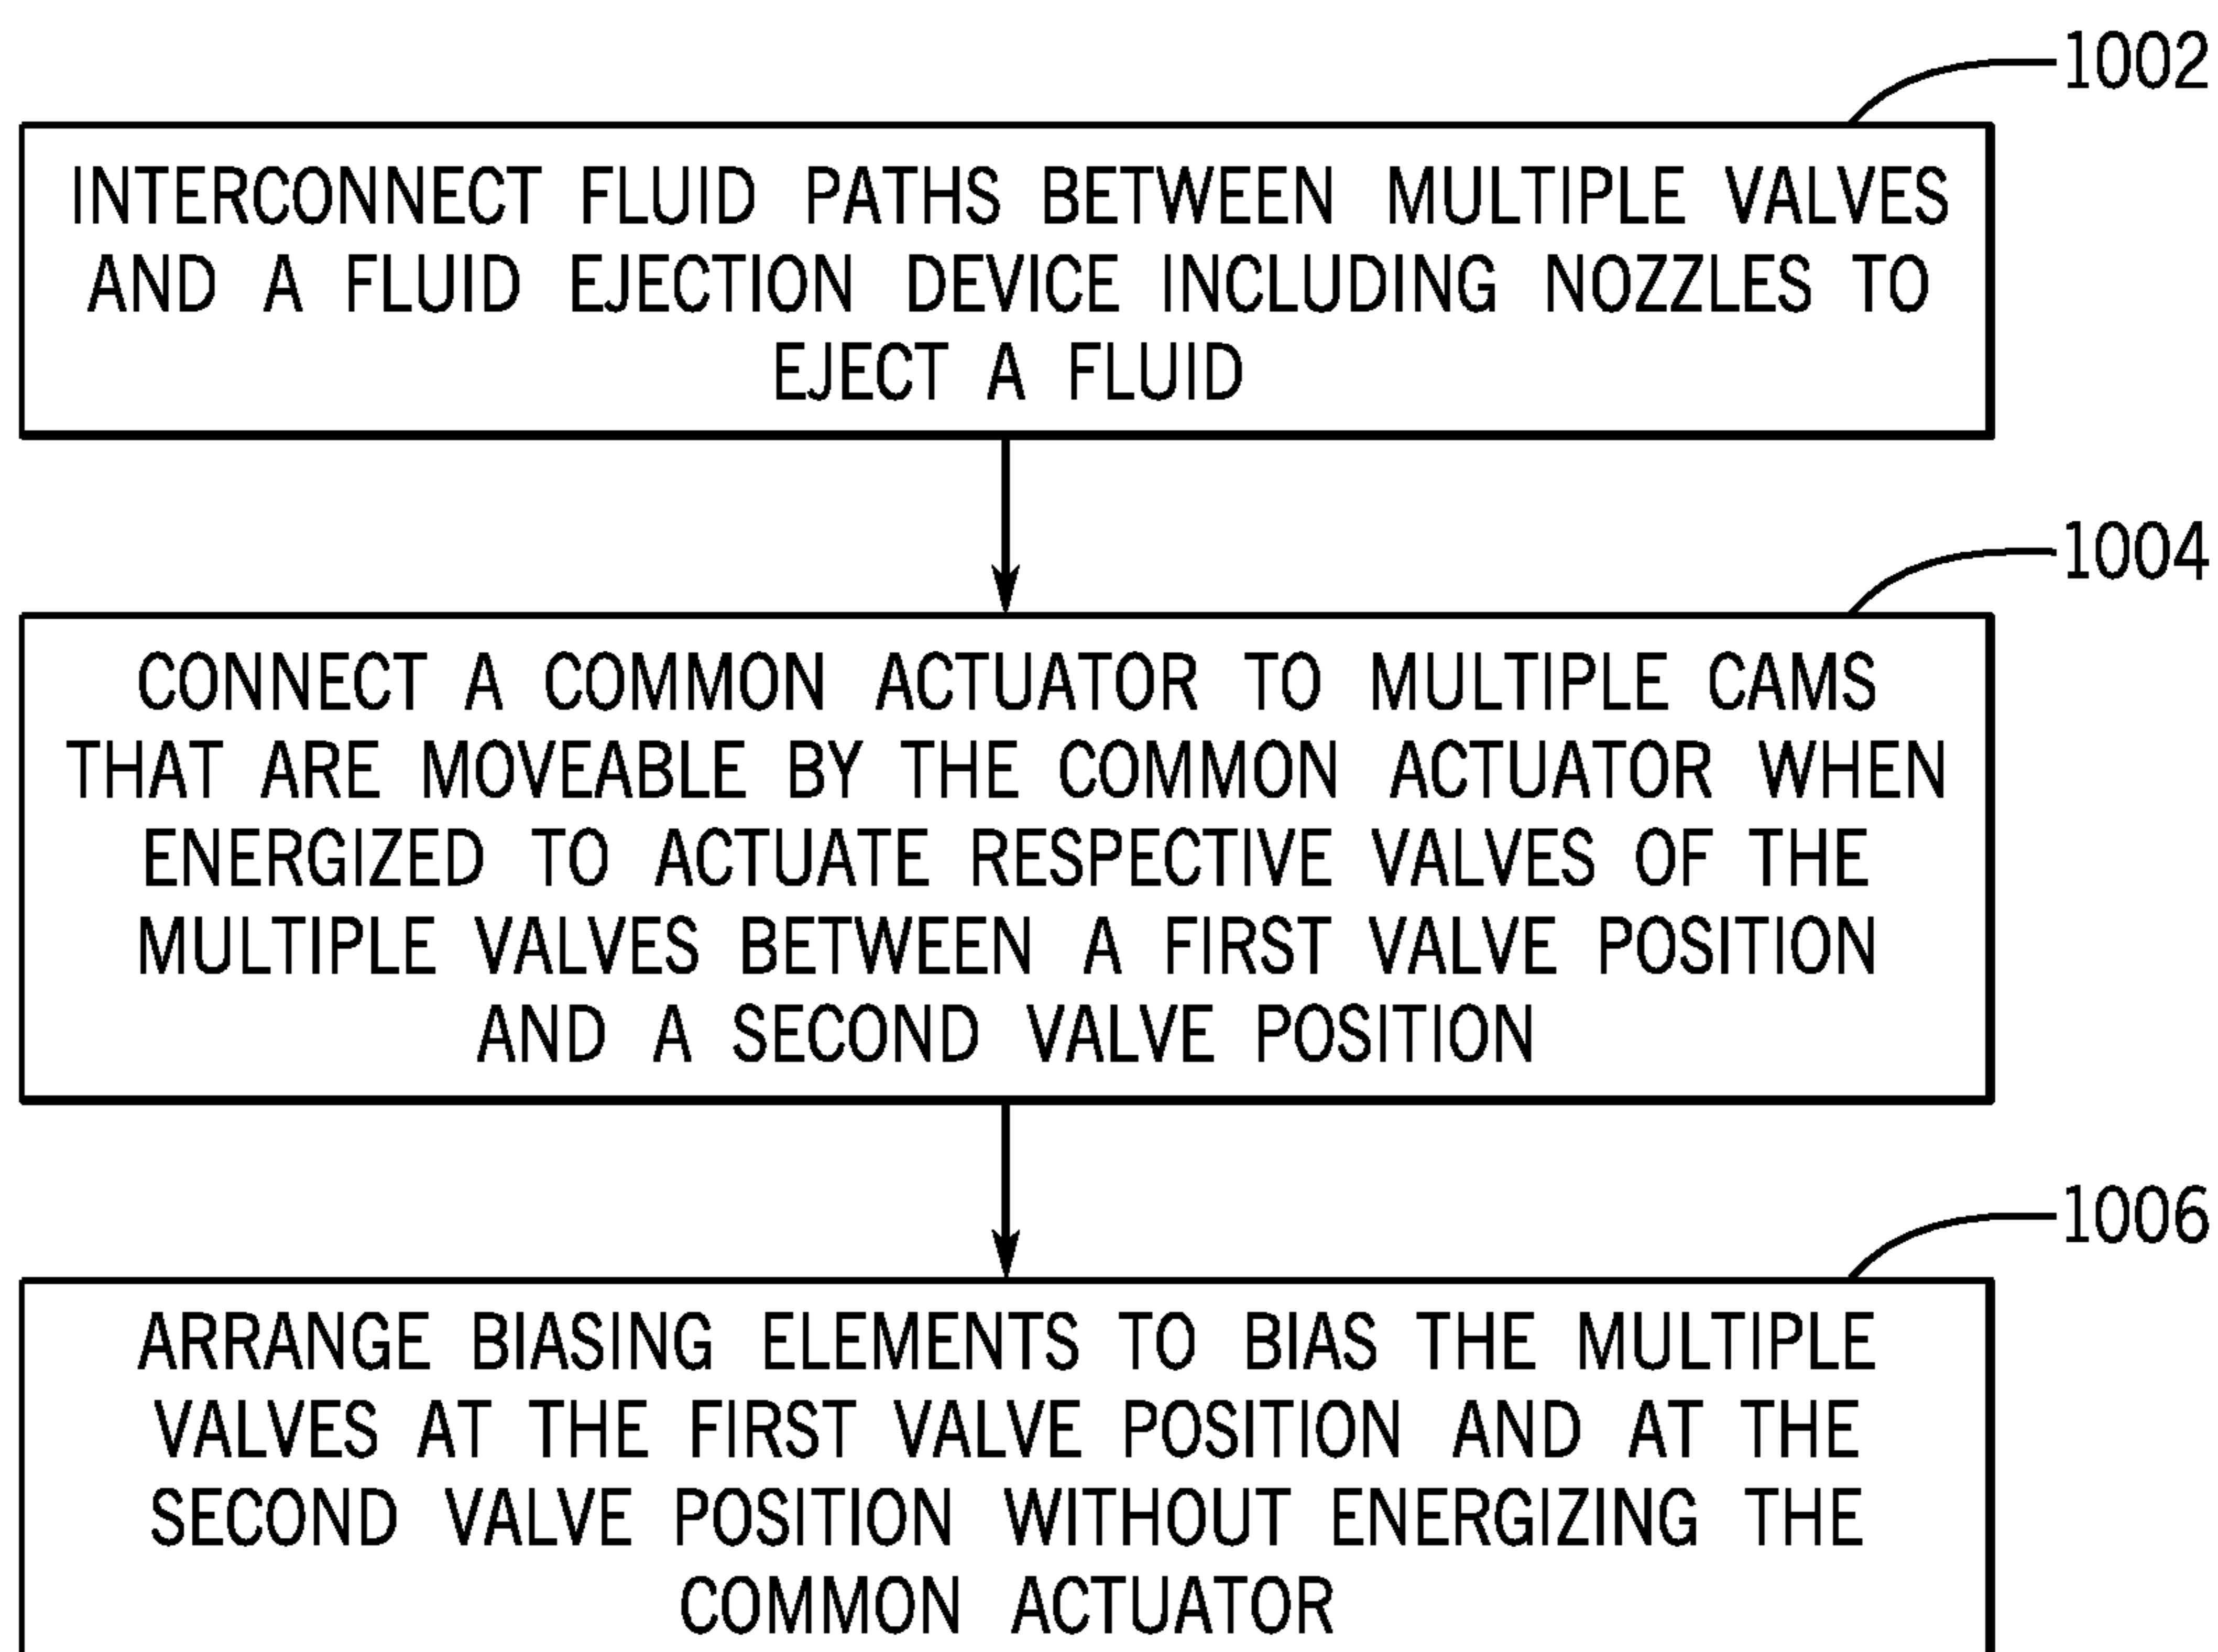 1002
INTERCONNECT FLUID PATHS BETWEEN MULTIPLE VALVES
AND A FLUID EJECTION DEVICE INCLUDING NOZZLES TO
EJECT A FLUID
1004
CONNECT A COMMON ACTUATOR TO MULTIPLE CAMS
THAT ARE MOVEABLE BY THE COMMON ACTUATOR WHEN
ENERGIZED TO ACTUATE RESPECTIVE VALVES OF THE
MULTIPLE VALVES BETWEEN A FIRST VALVE POSITION
AND A SECOND VALVE POSITION
1006
ARRANGE BIASING ELEMENTS TO BIAS THE MULTIPLE
VALVES AT THE FIRST VALVE POSITION AND AT THE
SECOND VALVE POSITION WITHOUT ENERGIZING THE
COMMON ACTUATOR